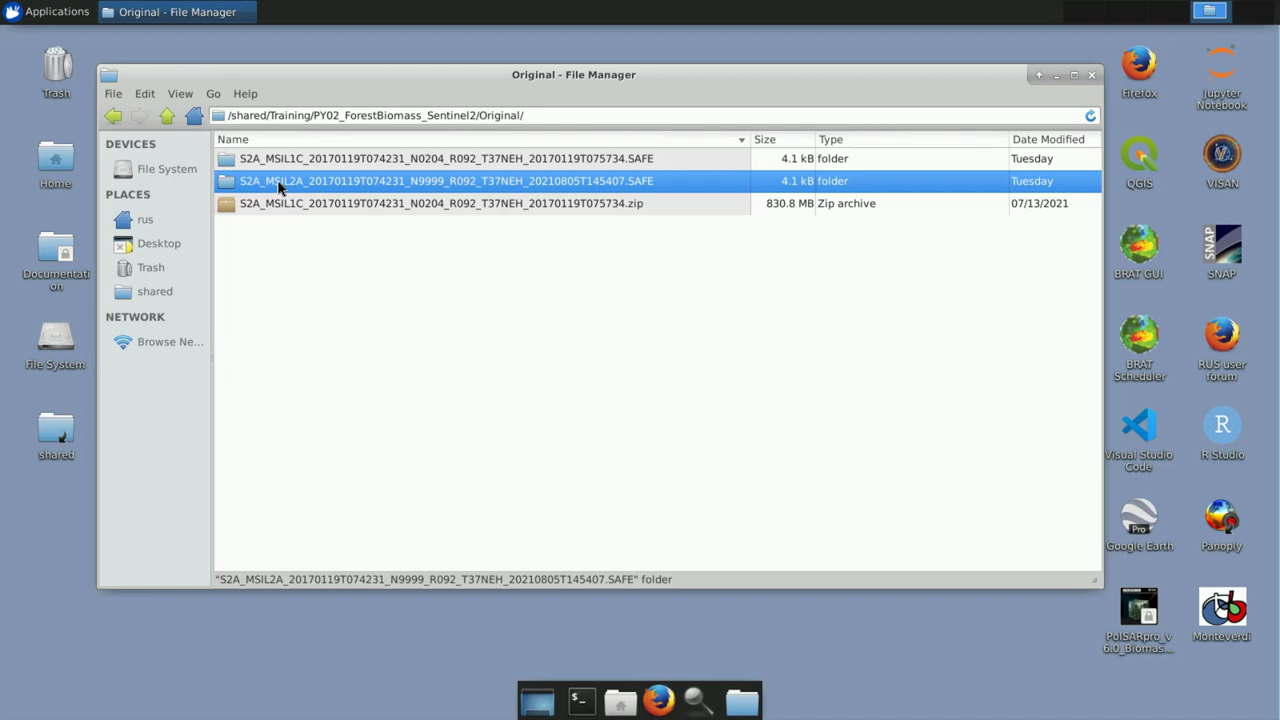 Applications
Original - File Manager
Original - File Manager
File Edit View Go Help
/shared/Training/PY02_ForestBiomass_Sentinel2/Original/
DEVICES
File System
PLACES
rus
Desktop
Trash
shared
NETWORK
Browse Ne...
Name Size Type Date Modified
S2A_MSIL1C_20170119T074231_N0204_R092_T37NEH_20170119T075734.SAFE 4.1 kB folder Tuesday
S2A_MSIL2A_20170119T074231_N9999_R092_T37NEH_20210805T145407.SAFE 4.1 kB folder Tuesday
S2A_MSIL1C_20170119T074231_N0204_R092_T37NEH_20170119T075734.zip 830.8 MB Zip archive 07/13/2021
"S2A_MSIL2A_20170119T074231_N9999_R092_T37NEH_20210805T145407.SAFE" folder
Trash
Home
Documentati
on
File System
shared
Firefox
Jupyter
Notebook
QGIS
VISAN
BRAT GUI
SNAP
SNAP
BRAT
Scheduler
RUS user
forum
Visual Studio
Code
R
R Studio
Pro
Google Earth
Panoply
PolSARpro_v
6.0_Biomas...
Monteverdi
$-